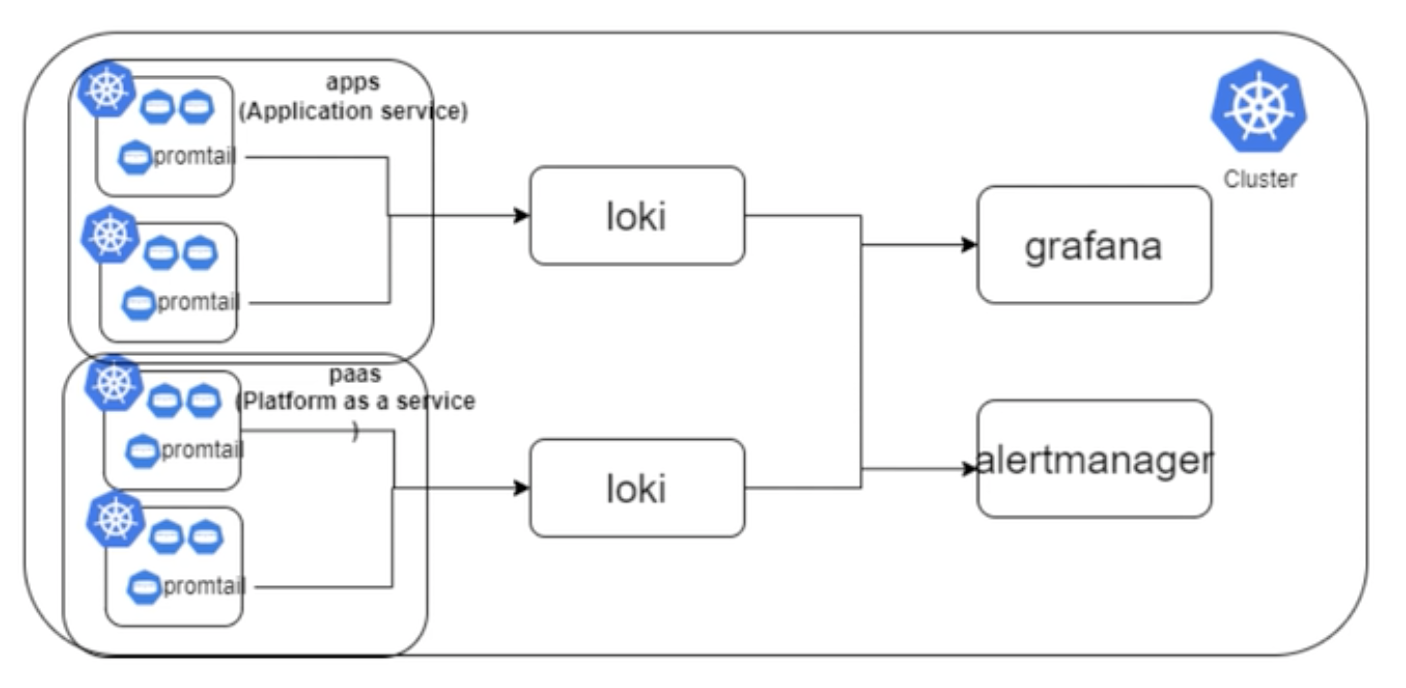 apps
(Application service)
promtail
promtail
paas
(Platform as a service
)
promtail
promtail
loki
loki
Cluster
grafana
alertmanager